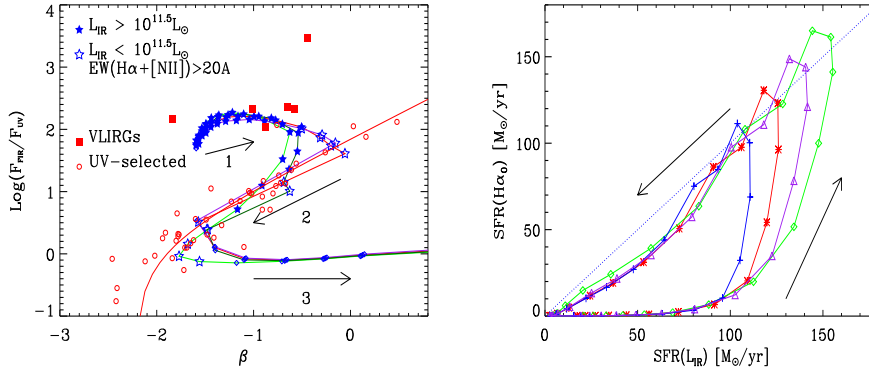 ★ L_IR > 10^11.5 L_⊙
☆ L_IR < 10^11.5 L_⊙
EW(Hα+[NII])>20A
■ VLIRGs
○ UV-selected
1
2
3
Log(F_FIR/F_UV)
4
3
2
1
0
−1
−3
−2
−1
0
β
SFR(Hα_0) [M_⊙/yr]
150
100
50
0
0
50
100
150
SFR(L_IR) [M_⊙/yr]